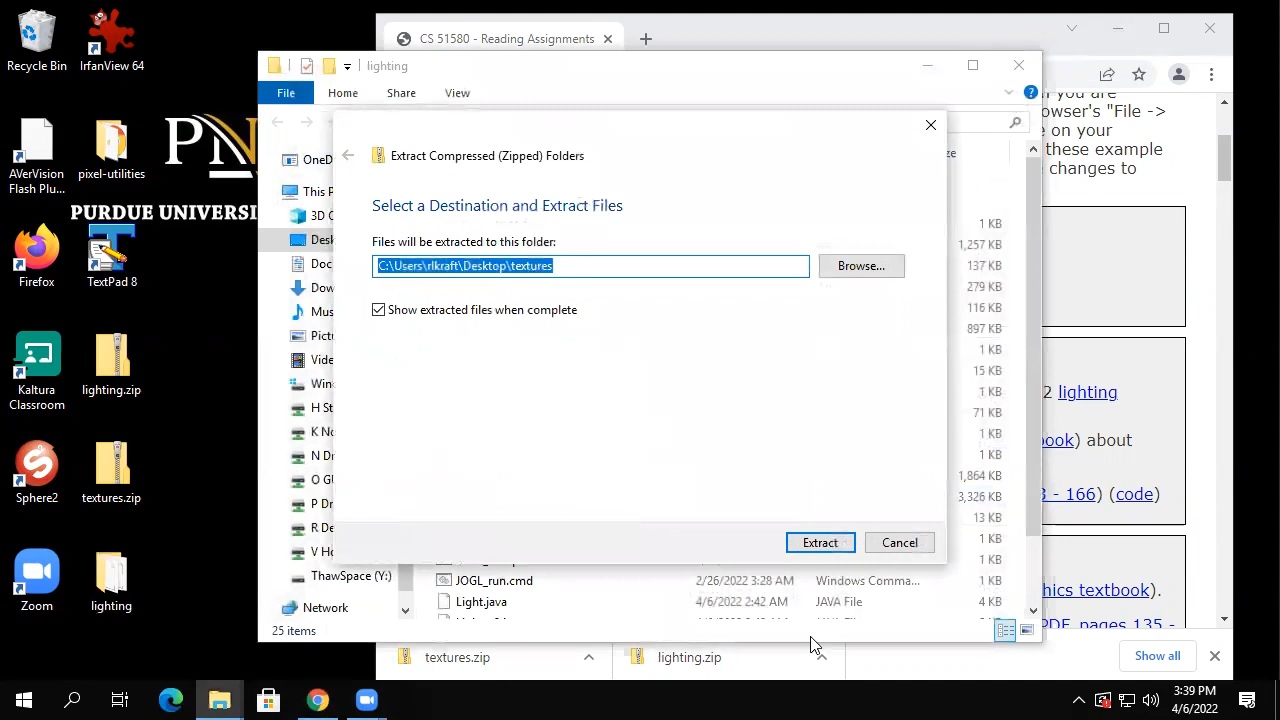 Recycle Bin
IrfanView 64
AVerVision
Flash Plu...
pixel-utilities
Firefox
TextPad 8
Kaltura
Classroom
lighting.zip
Sphere2
textures.zip
Zoom
lighting
PURDUE UNIVERSI
CS 51580 - Reading Assignments
lighting
File
Home
Share
View
Extract Compressed (Zipped) Folders
Select a Destination and Extract Files
Files will be extracted to this folder:
C:\Users\rlkraft\Desktop\textures
Browse...
Show extracted files when complete
Extract
Cancel
OneD
This P
3D O
Desk
Doc
Dow
Mus
Pictu
Vide
Wind
H St
K No
N Dr
O GU
P Dr
R De
V Ho
ThawSpace (Y:)
Network
1 KB
1,257 KB
137 KB
279 KB
116 KB
897 KB
1 KB
15 KB
1 KB
71 KB
1 KB
1 KB
1,864 KB
3,326 KB
13 KB
1 KB
JOGL_run.cmd 2/26/2022 3:28 AM Windows Comma... 1 KB
Light.java 4/6/2022 2:42 AM JAVA File 4 KB
25 items
you are
owser's "File ->
e on your
these example
changes to
2 lighting
ook) about
3 - 166) (code)
hics textbook).
PDF, pages 135 -
textures.zip
lighting.zip
Show all
3:39 PM
4/6/2022